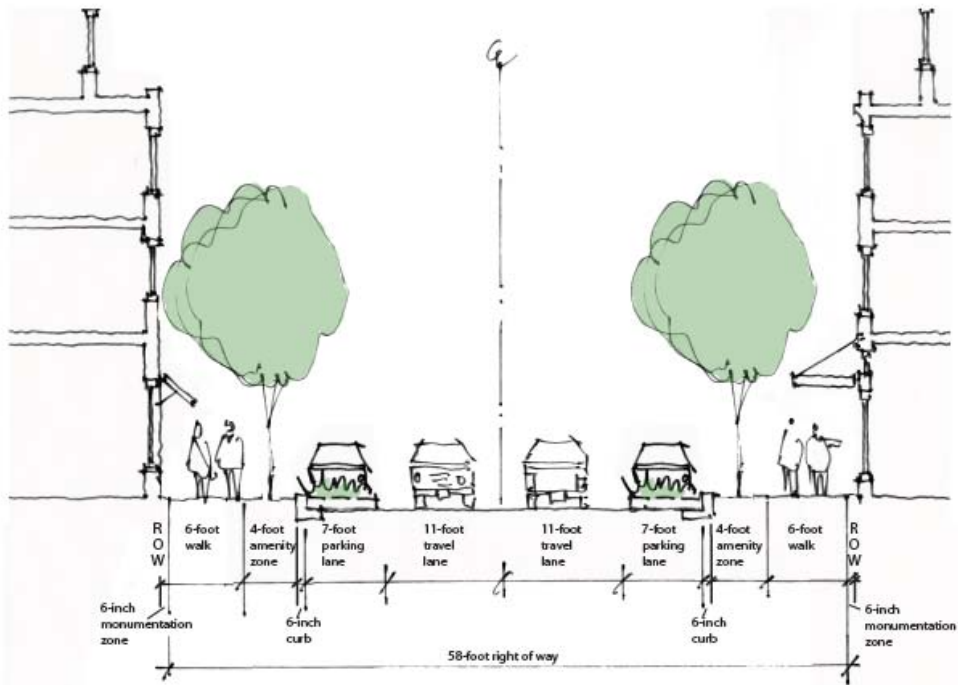 CL
R
O
W
6-foot
walk
4-foot
amenity
zone
7-foot
parking
lane
11-foot
travel
lane
11-foot
travel
lane
7-foot
parking
lane
4-foot
amenity
zone
6-foot
walk
R
O
W
6-inch
monumentation
zone
6-inch
curb
6-inch
curb
6-inch
monumentation
zone
58-foot right of way